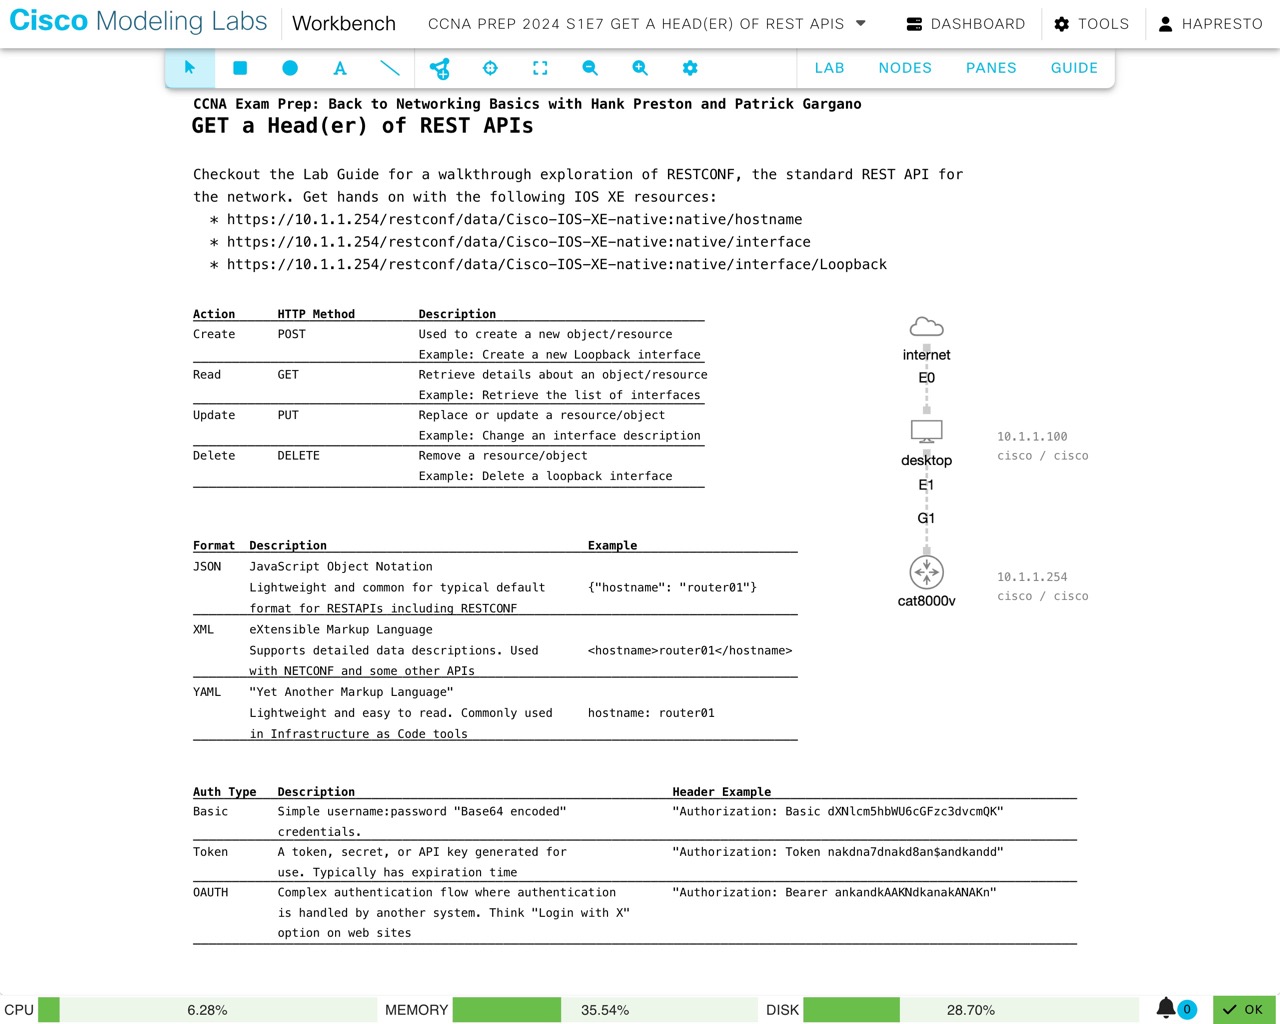 Cisco Modeling Labs Workbench CCNA PREP 2024 S1E7 GET A HEAD(ER) OF REST APIS DASHBOARD TOOLS HAPRESTO
A LAB NODES PANES GUIDE
CCNA Exam Prep: Back to Networking Basics with Hank Preston and Patrick Gargano
GET a Head(er) of REST APIs
Checkout the Lab Guide for a walkthrough exploration of RESTCONF, the standard REST API for
the network. Get hands on with the following IOS XE resources:
* https://10.1.1.254/restconf/data/Cisco-IOS-XE-native:native/hostname
* https://10.1.1.254/restconf/data/Cisco-IOS-XE-native:native/interface
* https://10.1.1.254/restconf/data/Cisco-IOS-XE-native:native/interface/Loopback
Action HTTP Method Description
Create POST Used to create a new object/resource
Example: Create a new Loopback interface
Read GET Retrieve details about an object/resource
Example: Retrieve the list of interfaces
Update PUT Replace or update a resource/object
Example: Change an interface description
Delete DELETE Remove a resource/object
Example: Delete a loopback interface
internet
E0
desktop
10.1.1.100
cisco / cisco
E1
G1
cat8000v
10.1.1.254
cisco / cisco
Format Description Example
JSON JavaScript Object Notation
Lightweight and common for typical default {"hostname": "router01"}
format for RESTAPIs including RESTCONF
XML eXtensible Markup Language
Supports detailed data descriptions. Used <hostname>router01</hostname>
with NETCONF and some other APIs
YAML "Yet Another Markup Language"
Lightweight and easy to read. Commonly used hostname: router01
in Infrastructure as Code tools
Auth Type Description Header Example
Basic Simple username:password "Base64 encoded" "Authorization: Basic dXNlcm5hbWU6cGFzc3dvcmQK"
credentials.
Token A token, secret, or API key generated for "Authorization: Token nakdna7dnakd8an$andkandd"
use. Typically has expiration time
OAUTH Complex authentication flow where authentication "Authorization: Bearer ankandkAAKNdkanakANAKn"
is handled by another system. Think "Login with X"
option on web sites
CPU 6.28% MEMORY 35.54% DISK 28.70% 0 OK